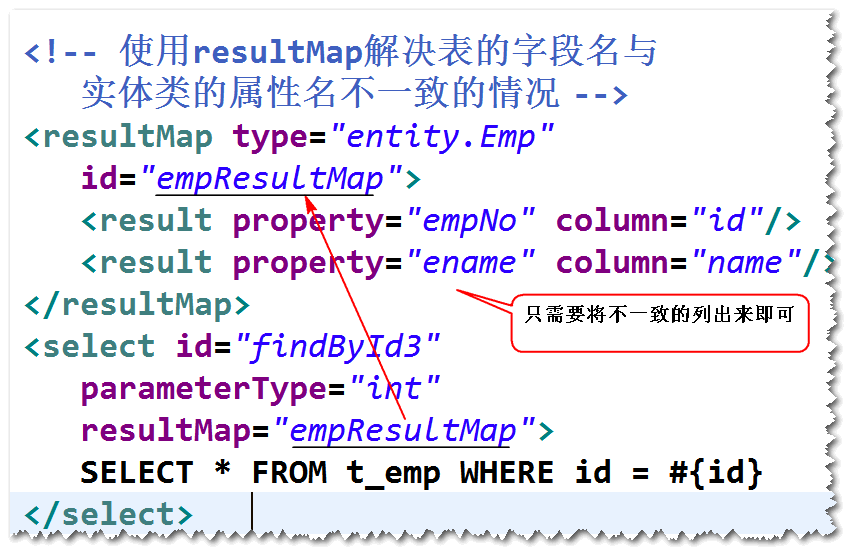 <!-- 使用resultMap解决表的字段名与
实体类的属性名不一致的情况 -->
<resultMap type="entity.Emp"
id="empResultMap">
<result property="empNo" column="id"/>
<result property="ename" column="name"/>
</resultMap>
只需要将不一致的列出来即可
<select id="findById3"
parameterType="int"
resultMap="empResultMap">
SELECT * FROM t_emp WHERE id = #{id}
</select>